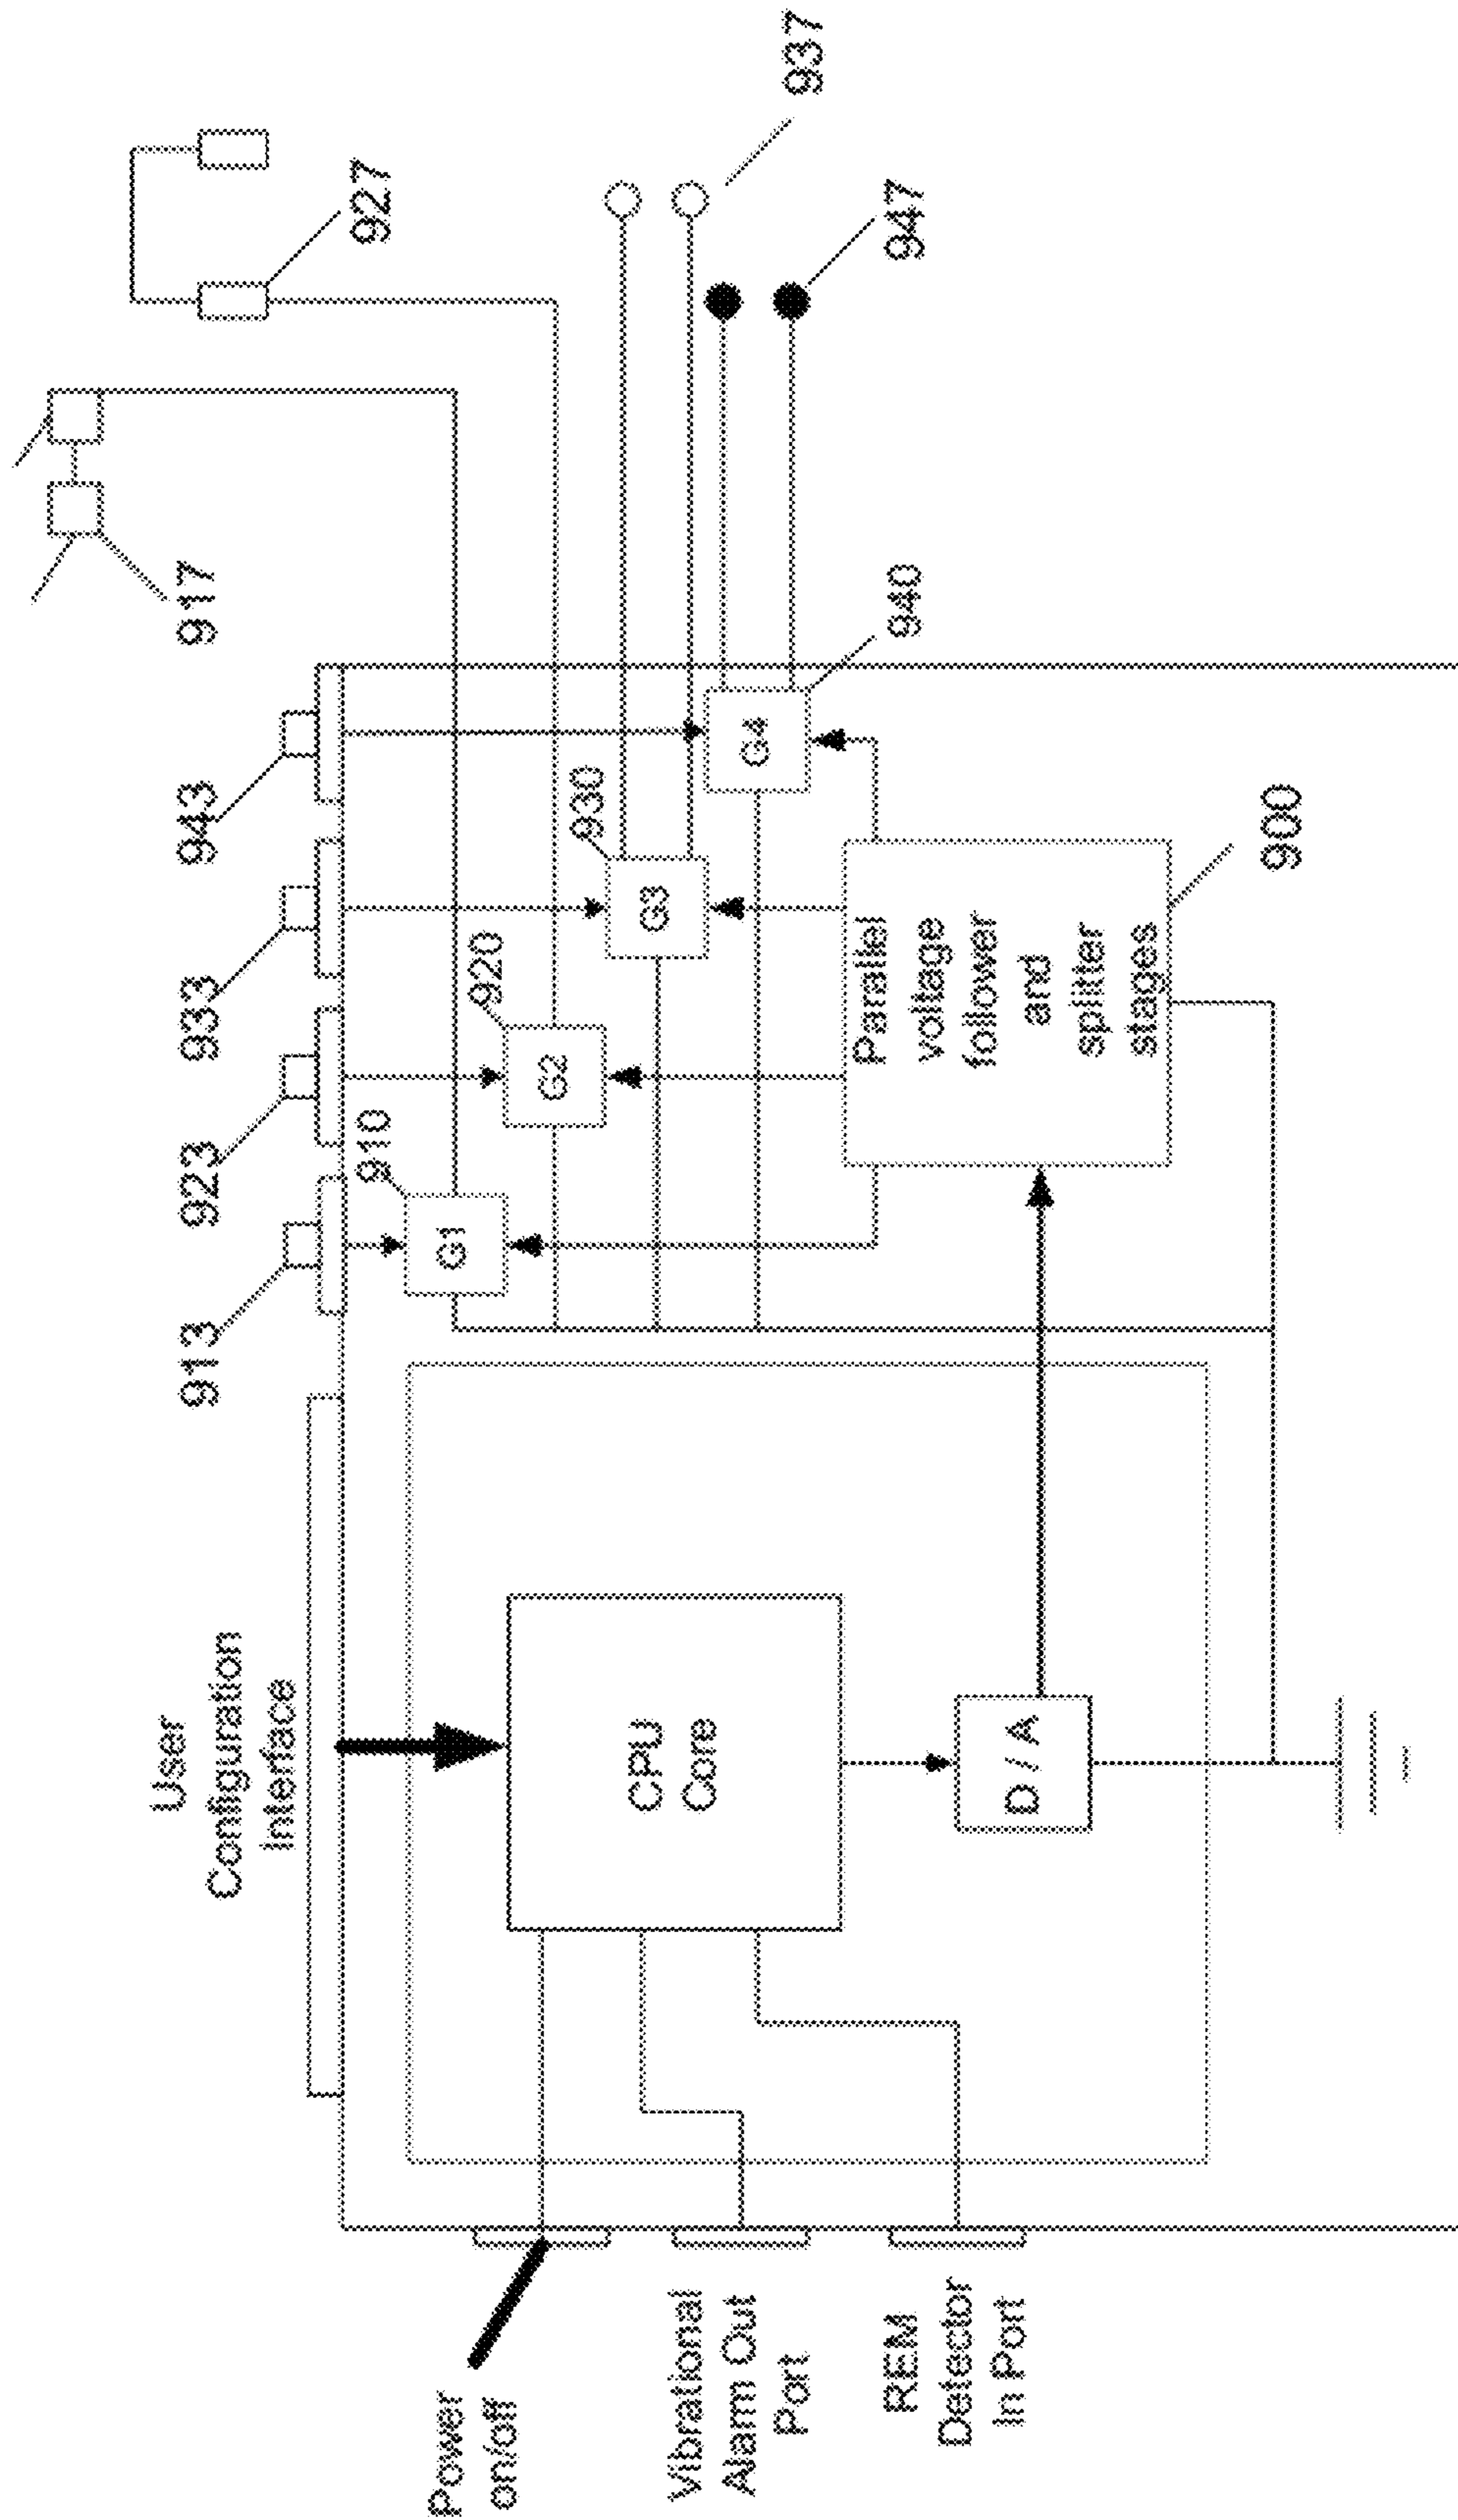 User
Configuration
Interface
913
923
933
943
917
927
937
947
910
920
930
940
G1
G2
G3
G4
Power
on/off
Vibrational
Alarm Out
Port
REM
Detector
In Port
CPU
Core
D / A
Parallel
voltage
follower
and
splitter
stages
900